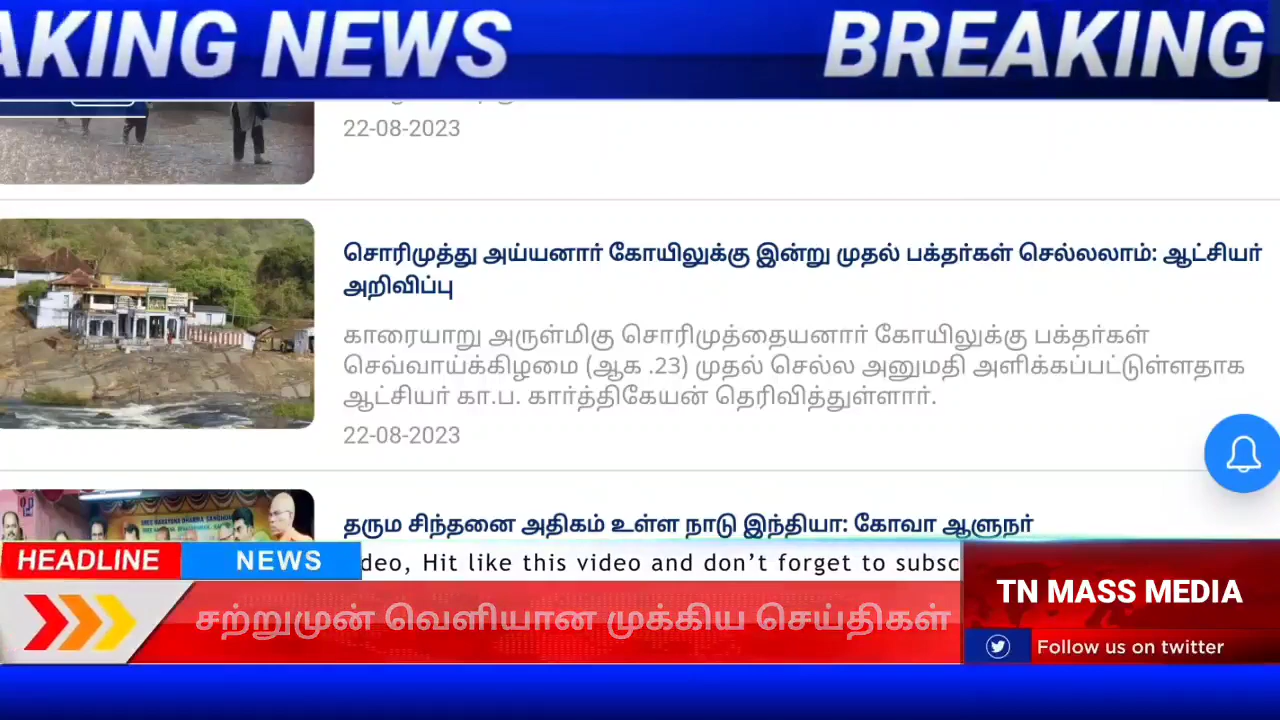 AKING NEWS
BREAKING
22-08-2023
சொரிமுத்து அய்யனார் கோயிலுக்கு இன்று முதல் பக்தர்கள் செல்லலாம்: ஆட்சியர்
அறிவிப்பு
காரையாறு அருள்மிகு சொரிமுத்தையனார் கோயிலுக்கு பக்தர்கள்
செவ்வாய்க்கிழமை (ஆக .23) முதல் செல்ல அனுமதி அளிக்கப்பட்டுள்ளதாக
ஆட்சியர் கா.ப. கார்த்திகேயன் தெரிவித்துள்ளார்.
22-08-2023
தரும சிந்தனை அதிகம் உள்ள நாடு இந்தியா: கோவா ஆளுநர்
HEADLINE NEWS
deo, Hit like this video and don’t forget to subsc
சற்றுமுன் வெளியான முக்கிய செய்திகள்
TN MASS MEDIA
Follow us on twitter